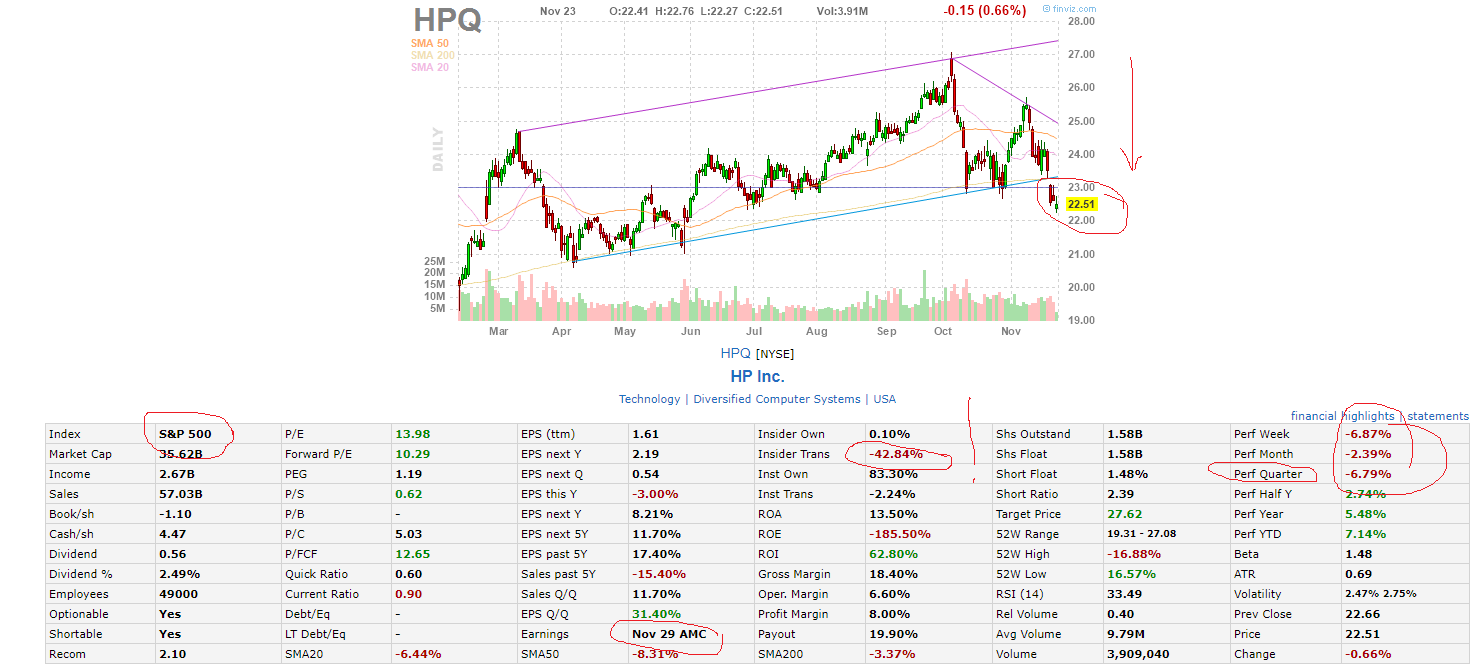 HPQ Nov 23 O:22.41 H:22.76 L:22.27 C:22.51 Vol:3.91M -0.15 (0.66%) finviz.com
SMA 50
SMA 200
SMA 20
DAILY
28.00
27.00
26.00
25.00
24.00
23.00
22.51
22.00
21.00
20.00
19.00
25M
20M
15M
10M
5M
Mar Apr May Jun Jul Aug Sep Oct Nov
HPQ [NYSE]
HP Inc.
Technology | Diversified Computer Systems | USA
financial highlights | statements
Index S&P 500 P/E 13.98 EPS (ttm) 1.61 Insider Own 0.10% Shs Outstand 1.58B Perf Week -6.87%
Market Cap 35.62B Forward P/E 10.29 EPS next Y 2.19 Insider Trans -42.84% Shs Float 1.58B Perf Month -2.39%
Income 2.67B PEG 1.19 EPS next Q 0.54 Inst Own 83.30% Short Float 1.48% Perf Quarter -6.79%
Sales 57.03B P/S 0.62 EPS this Y -3.00% Inst Trans -2.24% Short Ratio 2.39 Perf Half Y 2.74%
Book/sh -1.10 P/B - EPS next Y 8.21% ROA 13.50% Target Price 27.62 Perf Year 5.48%
Cash/sh 4.47 P/C 5.03 EPS next 5Y 11.70% ROE -185.50% 52W Range 19.31 - 27.08 Perf YTD 7.14%
Dividend 0.56 P/FCF 12.65 EPS past 5Y 17.40% ROI 62.80% 52W High -16.88% Beta 1.48
Dividend % 2.49% Quick Ratio 0.60 Sales past 5Y -15.40% Gross Margin 18.40% 52W Low 16.57% ATR 0.69
Employees 49000 Current Ratio 0.90 Sales Q/Q 11.70% Oper. Margin 6.60% RSI (14) 33.49 Volatility 2.47% 2.75%
Optionable Yes Debt/Eq - EPS Q/Q 31.40% Profit Margin 8.00% Rel Volume 0.40 Prev Close 22.66
Shortable Yes LT Debt/Eq - Earnings Nov 29 AMC Payout 19.90% Avg Volume 9.79M Price 22.51
Recom 2.10 SMA20 -6.44% SMA50 -8.31% SMA200 -3.37% Volume 3,909,040 Change -0.66%